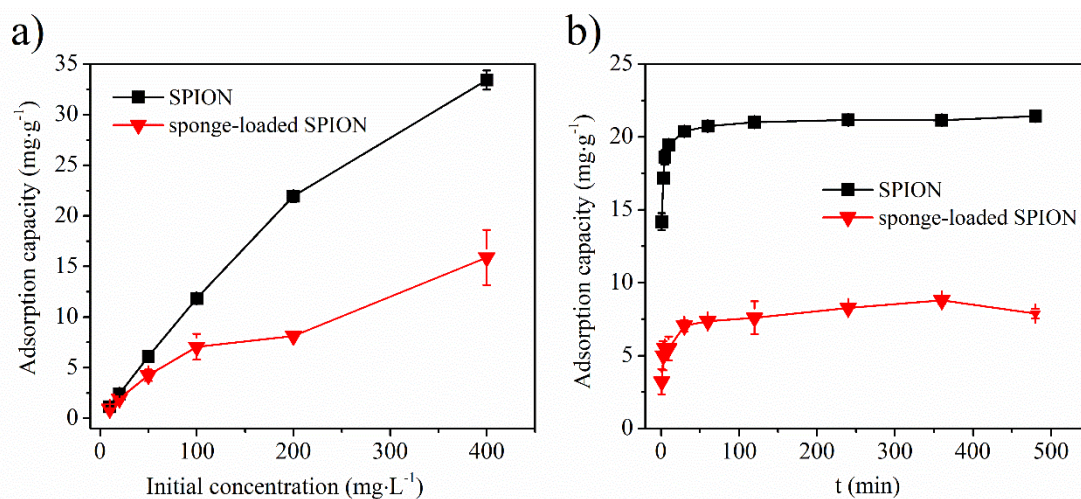 a)
35
30
25
20
15
10
5
0
Adsorption capacity (mg·g⁻¹)
SPION
sponge-loaded SPION
0 100 200 300 400
Initial concentration (mg·L⁻¹)
b)
25
20
15
10
5
0
Adsorption capacity (mg·g⁻¹)
SPION
sponge-loaded SPION
0 100 200 300 400 500
t (min)